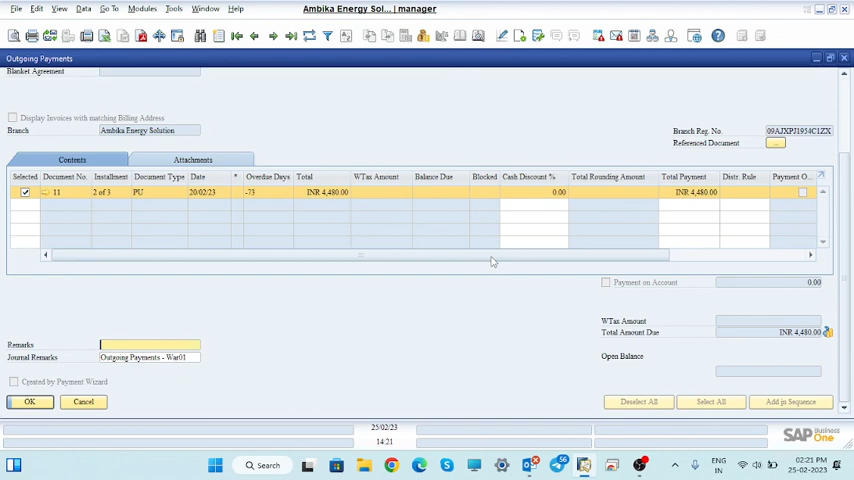 File Edit View Data Go To Modules Tools Window Help Ambika Energy Sol... | manager
Outgoing Payments
Blanket Agreement
Display Invoices with matching Billing Address
Branch Ambika Energy Solution
Branch Reg. No. 09AJXPJ1954C1ZX
Referenced Document ...
Contents Attachments
Selected Document No. Installment Document Type Date * Overdue Days Total WTax Amount Balance Due Blocked Cash Discount % Total Rounding Amount Total Payment Distr. Rule Payment O...
11 2 of 3 PU 20/02/23 -73 INR 4,480.00 0.00 INR 4,480.00
Payment on Account 0.00
WTax Amount
Total Amount Due INR 4,480.00
Remarks
Open Balance
Journal Remarks Outgoing Payments - War01
Created by Payment Wizard
OK Cancel Deselect All Select All Add in Sequence
25/02/23
14:21
SAP Business One
Search 56 ENG IN 02:21 PM 25-02-2023